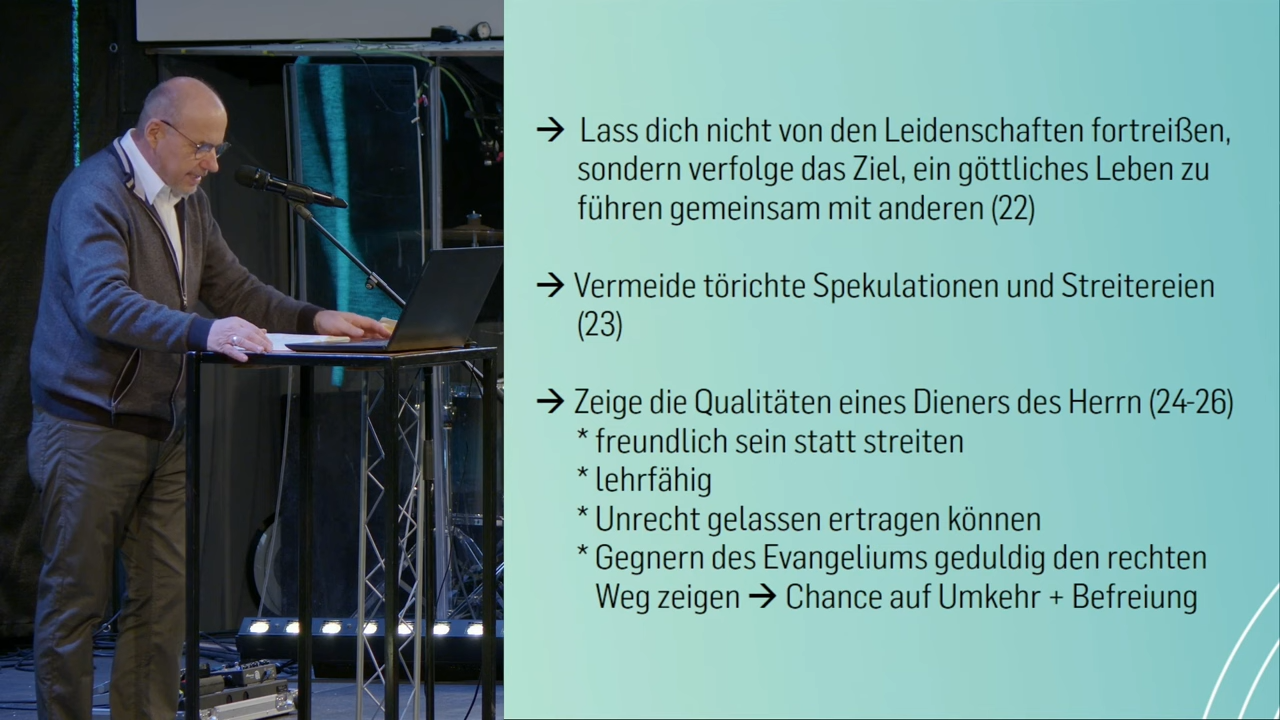 → Lass dich nicht von den Leidenschaften fortreißen,
sondern verfolge das Ziel, ein göttliches Leben zu
führen gemeinsam mit anderen (22)
→ Vermeide törichte Spekulationen und Streitereien
(23)
→ Zeige die Qualitäten eines Dieners des Herrn (24-26)
* freundlich sein statt streiten
* lehrfähig
* Unrecht gelassen ertragen können
* Gegnern des Evangeliums geduldig den rechten
Weg zeigen → Chance auf Umkehr + Befreiung